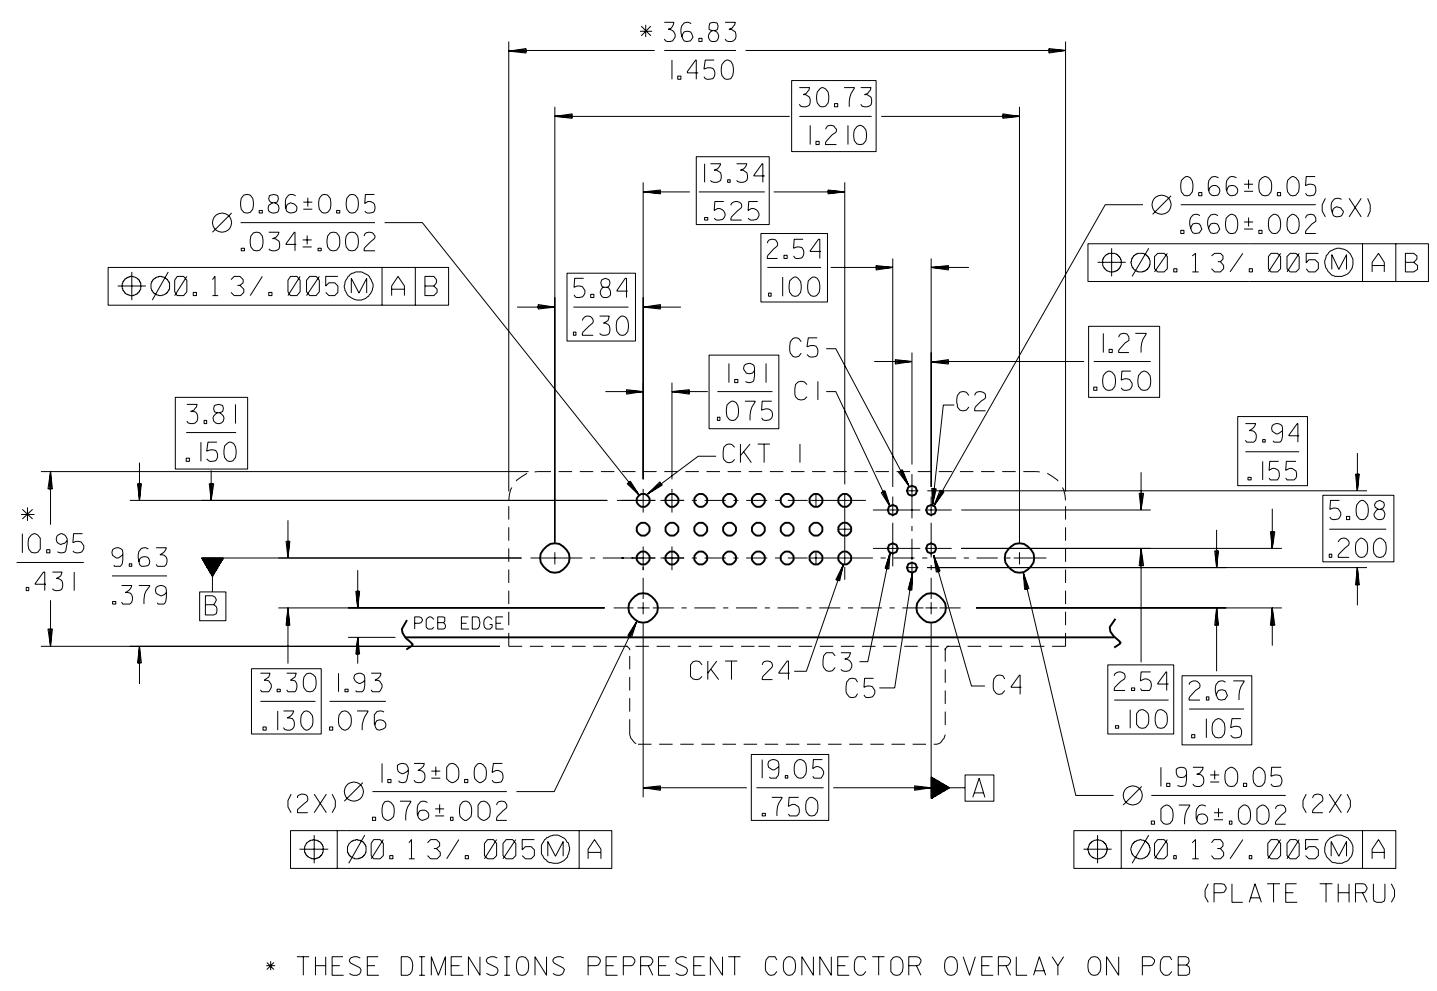 * 36.83
1.450
30.73
1.210
13.34
.525
Ø 0.86±0.05
.034±.002
⌖Ø0.13/.005Ⓜ A B
Ø 0.66±0.05 (6X)
.660±.002
⌖Ø0.13/.005Ⓜ A B
2.54
.100
5.84
.230
1.27
.050
C5
C1
C2
1.91
.075
3.81
.150
3.94
.155
CKT 1
5.08
.200
*
10.95
.431
9.63
.379
B
PCB EDGE
CKT 24
C3
C5
C4
3.30
.130
1.93
.076
2.54
.100
2.67
.105
19.05
.750
A
(2X) Ø 1.93±0.05
.076±.002
⌖ Ø0.13/.005Ⓜ A
Ø 1.93±0.05
.076±.002 (2X)
⌖ Ø0.13/.005Ⓜ A
(PLATE THRU)
* THESE DIMENSIONS PEPRESENT CONNECTOR OVERLAY ON PCB